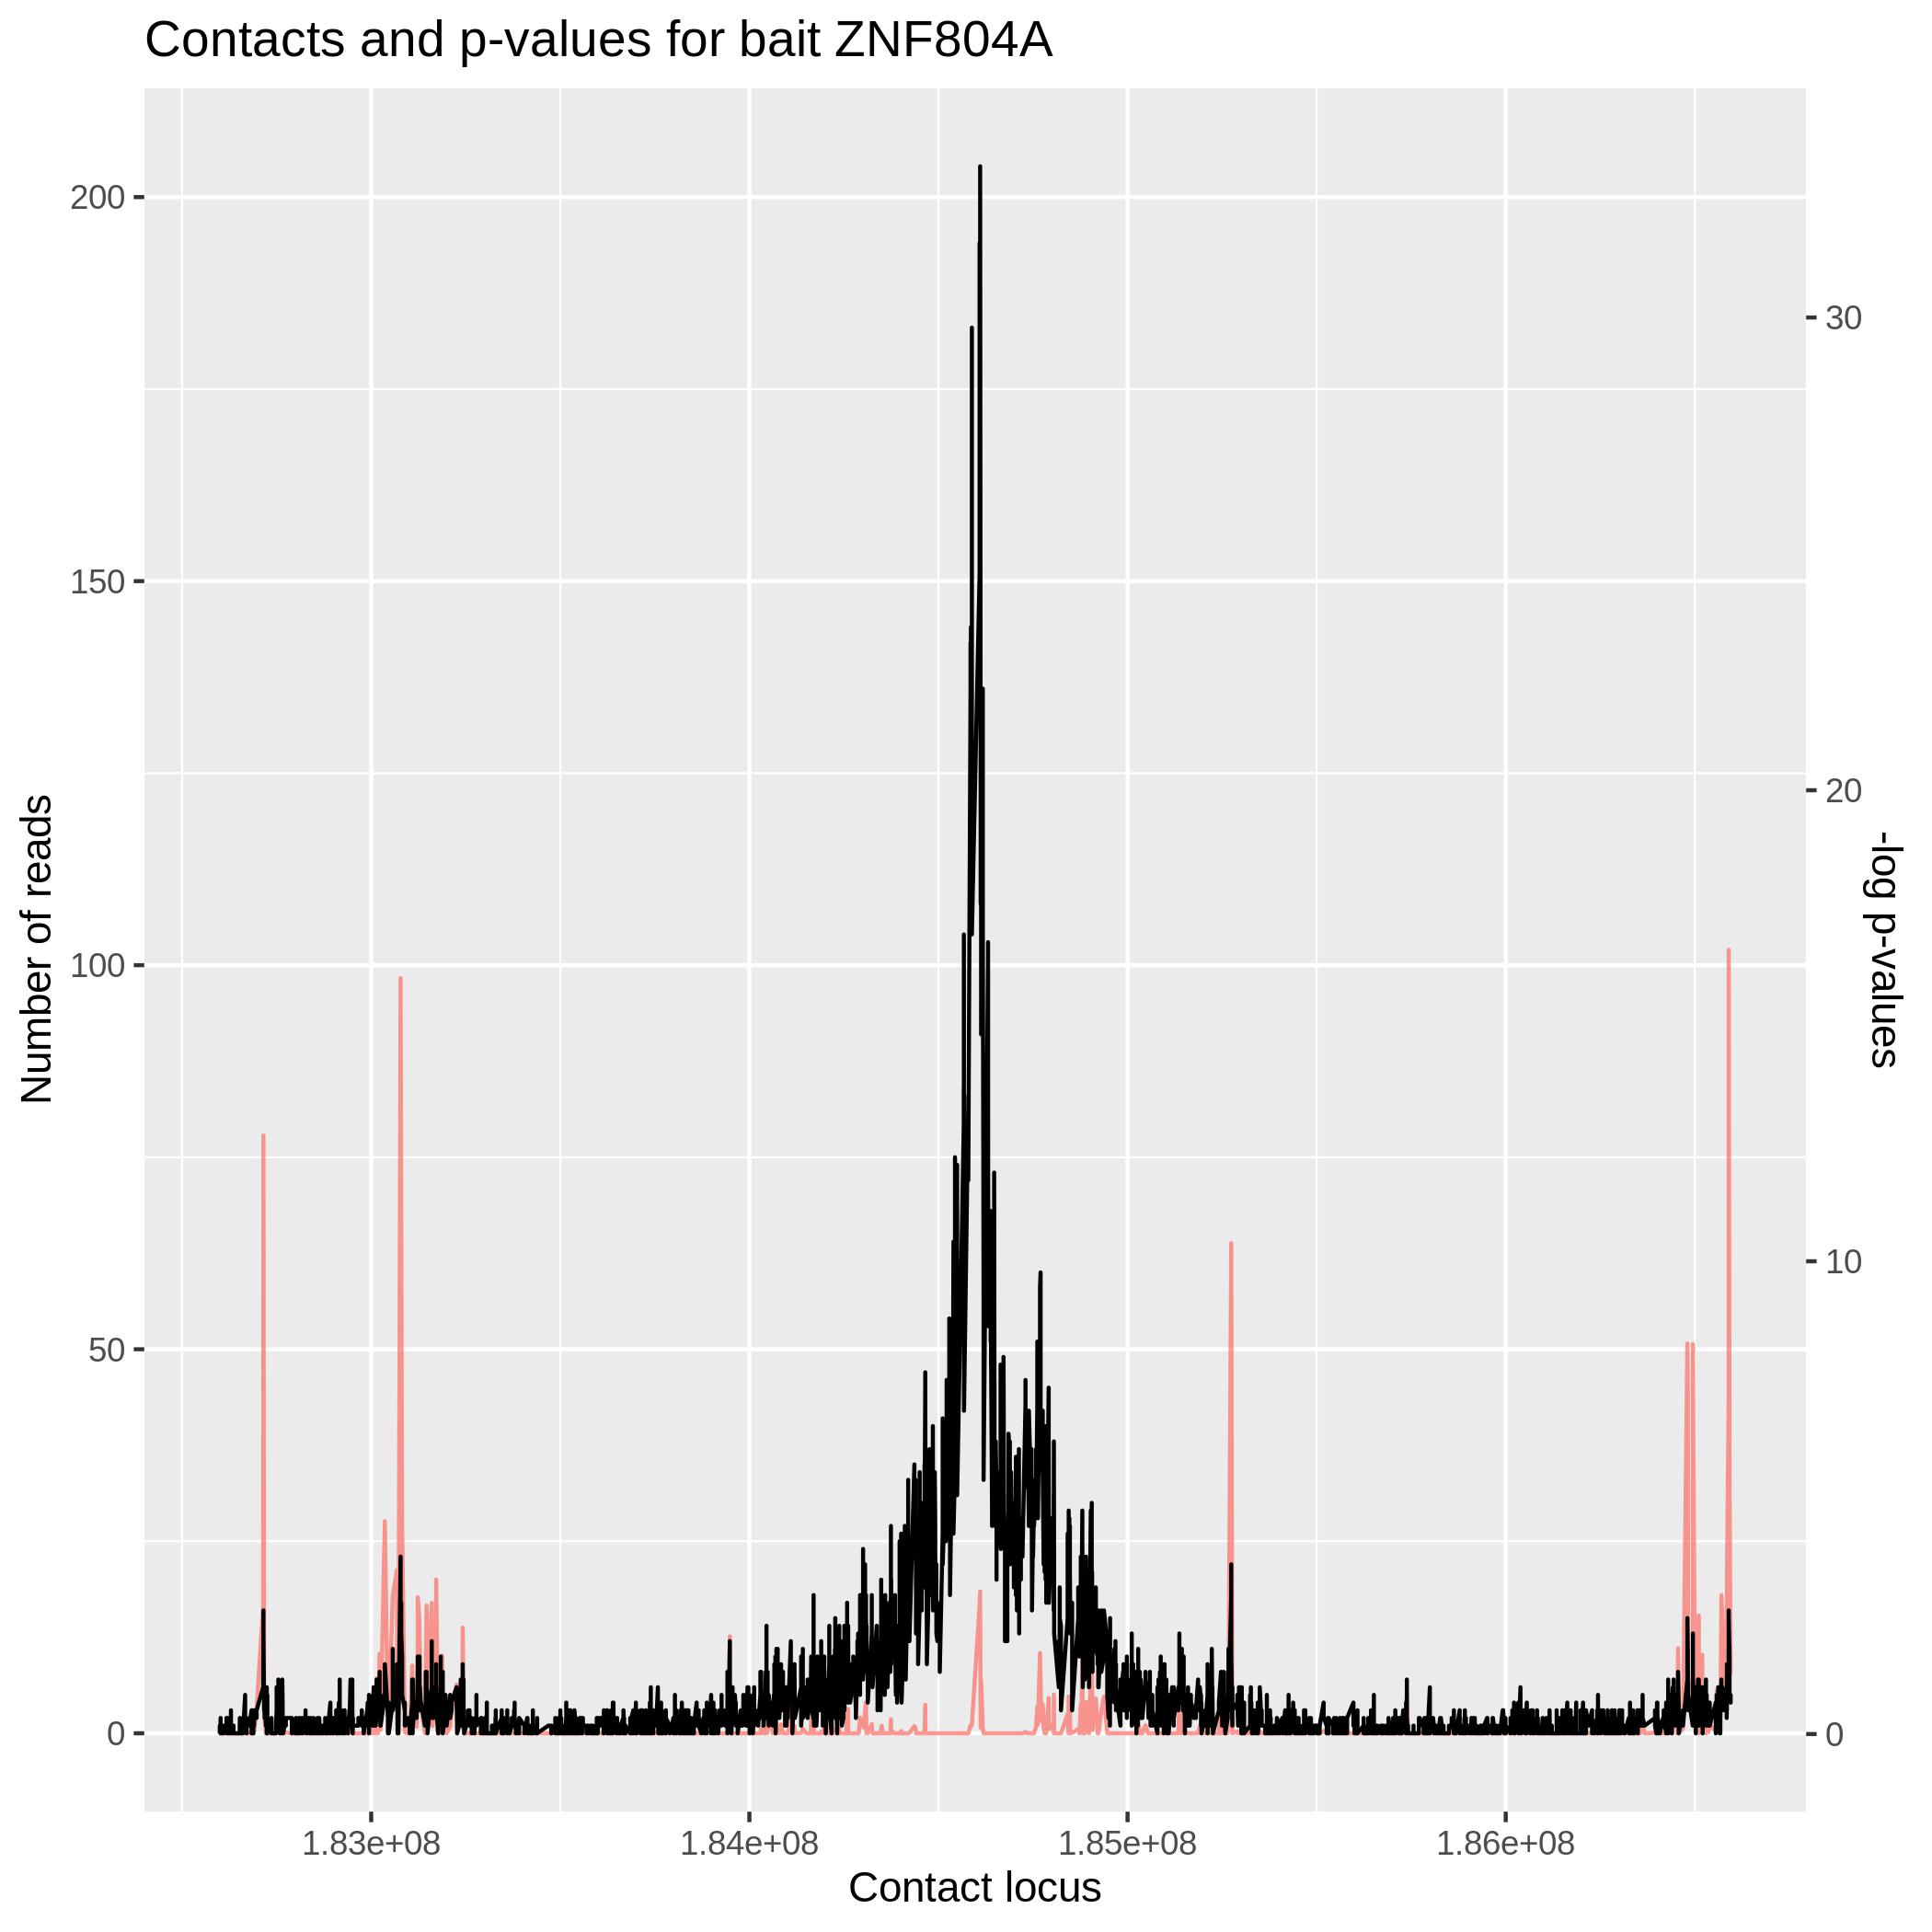 Contacts and p-values for bait ZNF804A
200
150
100
50
0
Number of reads
30
20
10
0
-log p-values
1.83e+08
1.84e+08
1.85e+08
1.86e+08
Contact locus